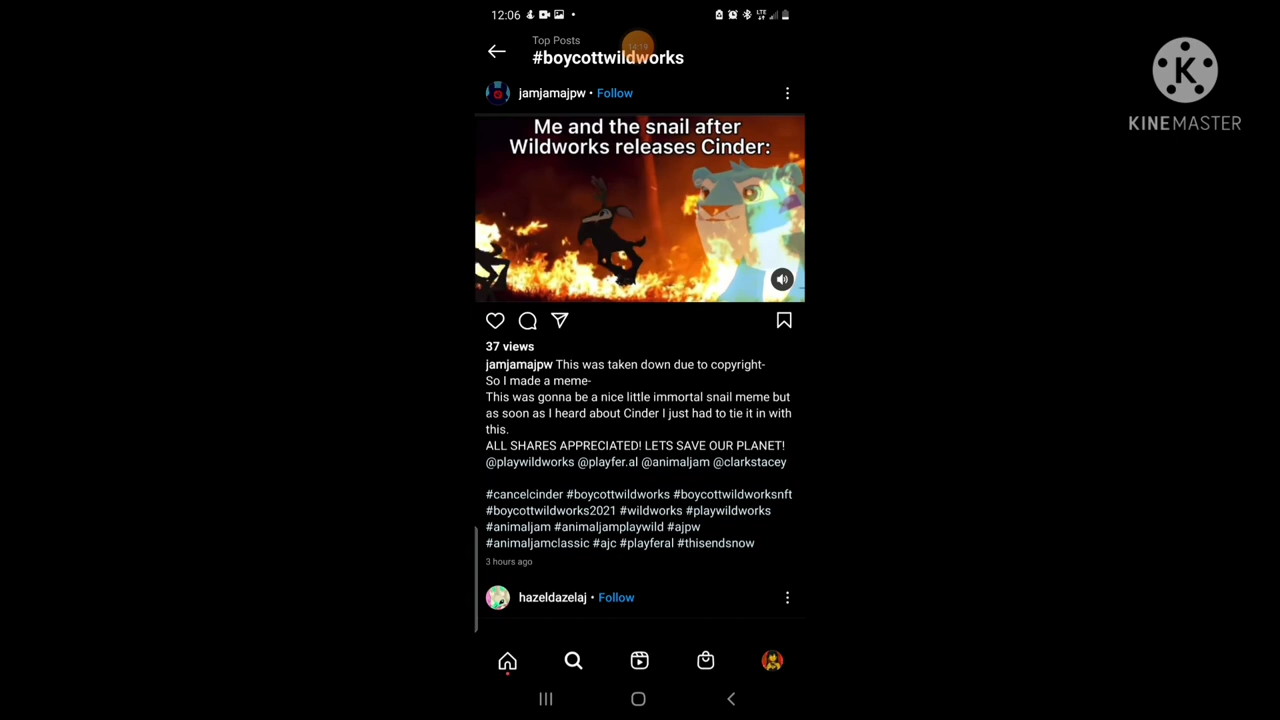 12:06
LTE
Top Posts
14:19
#boycottwildworks
KINEMASTER
jamjamajpw • Follow
Me and the snail after
Wildworks releases Cinder:
37 views
jamjamajpw This was taken down due to copyright-
So I made a meme-
This was gonna be a nice little immortal snail meme but
as soon as I heard about Cinder I just had to tie it in with
this.
ALL SHARES APPRECIATED! LETS SAVE OUR PLANET!
@playwildworks @playfer.al @animaljam @clarkstacey
#cancelcinder #boycottwildworks #boycottwildworksnft
#boycottwildworks2021 #wildworks #playwildworks
#animaljam #animaljamplaywild #ajpw
#animaljamclassic #ajc #playferal #thisendsnow
3 hours ago
hazeldazelaj • Follow